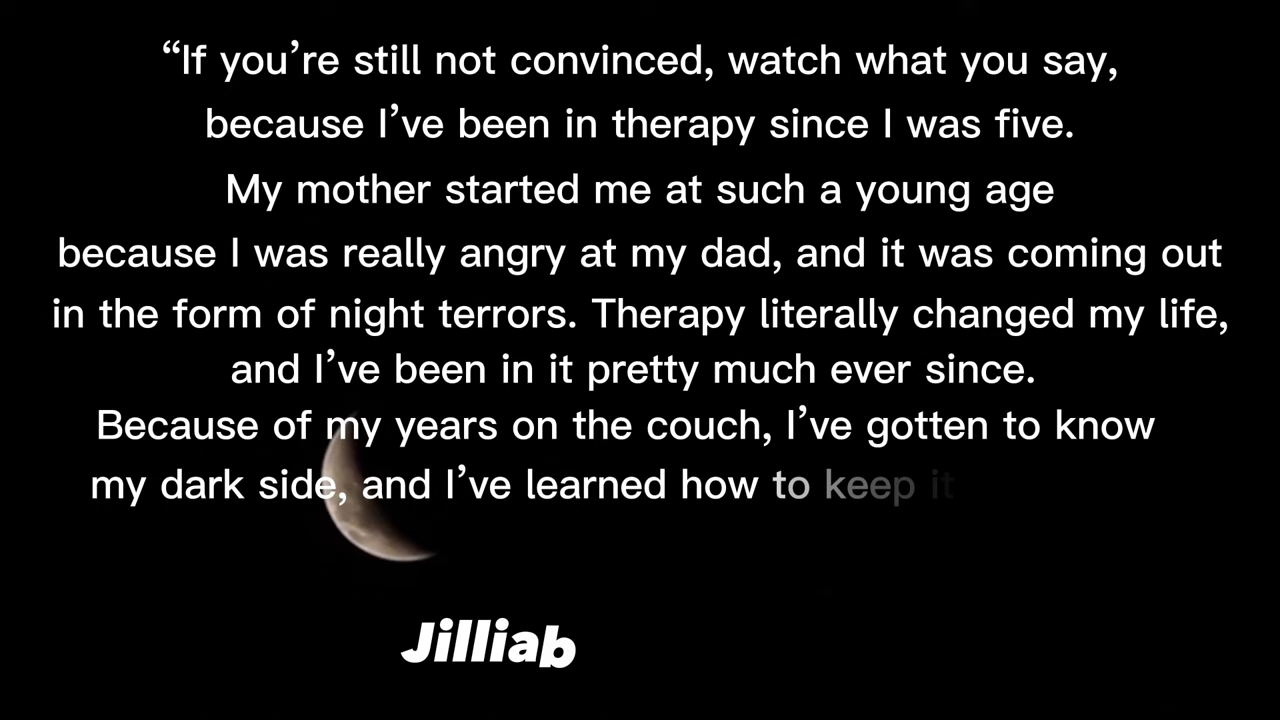 “If you’re still not convinced, watch what you say,
because I’ve been in therapy since I was five.
My mother started me at such a young age
because I was really angry at my dad, and it was coming out
in the form of night terrors. Therapy literally changed my life,
and I’ve been in it pretty much ever since.
Because of my years on the couch, I’ve gotten to know
my dark side, and I’ve learned how to keep it
Jilliab